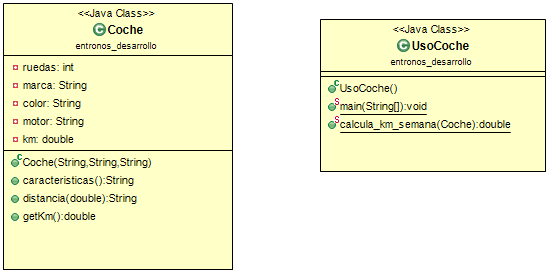 <<Java Class>>
Coche
entronos_desarrollo
ruedas: int
marca: String
color: String
motor: String
km: double
Coche(String,String,String)
caracteristicas():String
distancia(double):String
getKm():double
<<Java Class>>
UsoCoche
entronos_desarrollo
UsoCoche()
main(String[]):void
calcula_km_semana(Coche):double